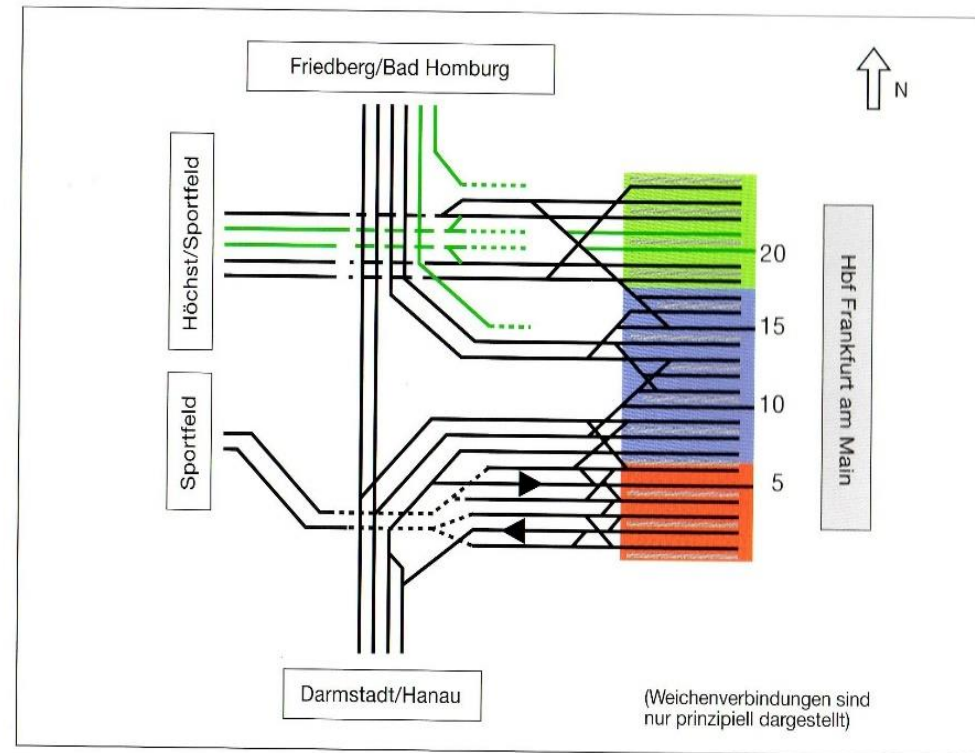 Friedberg/Bad Homburg
N
Höchst/Sportfeld
Sportfeld
20
15
10
5
Hbf Frankfurt am Main
Darmstadt/Hanau
(Weichenverbindungen sind
nur prinzipiell dargestellt)